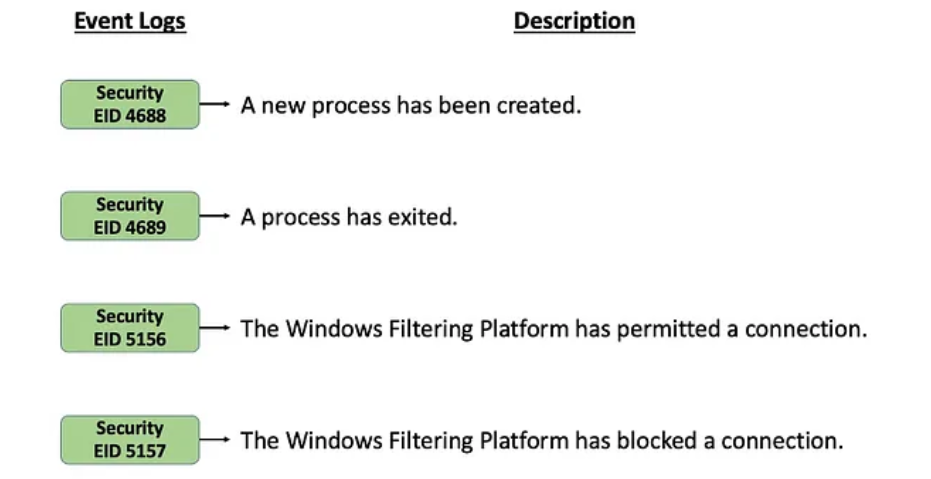 Event Logs
Description
Security
EID 4688
A new process has been created.
Security
EID 4689
A process has exited.
Security
EID 5156
The Windows Filtering Platform has permitted a connection.
Security
EID 5157
The Windows Filtering Platform has blocked a connection.